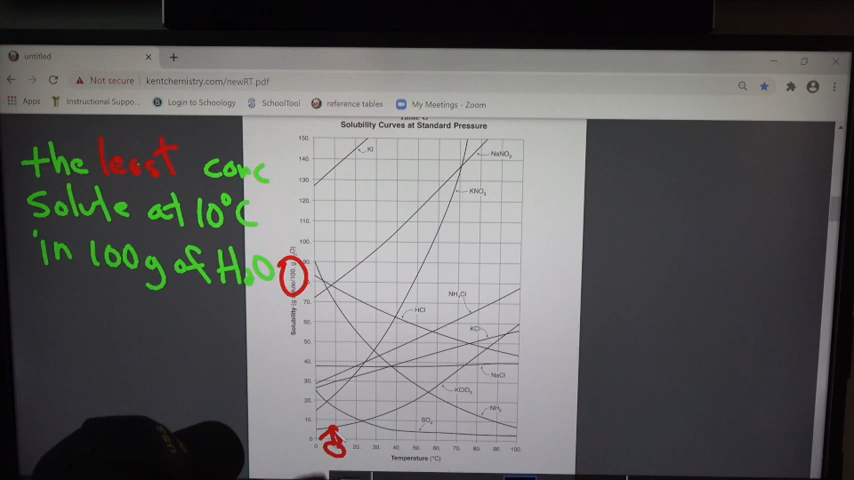 untitled
Not secure kentchemistry.com/newRT.pdf
Apps Instructional Suppo... Login to Schoology SchoolTool reference tables My Meetings - Zoom
the least conc
Solute at 10°C
in 100g of H2O
Solubility Curves at Standard Pressure
150.
140.
130.
120.
110.
100.
90.
70.
60.
50.
40.
30.
20.
10.
0
KI
NaNO3
KNO3
HCl
NH4Cl
KCl
NaCl
KClO3
NH3
SO2
0 20. 30. 40. 50. 60. 70. 80. 90. 100.
Temperature (°C)